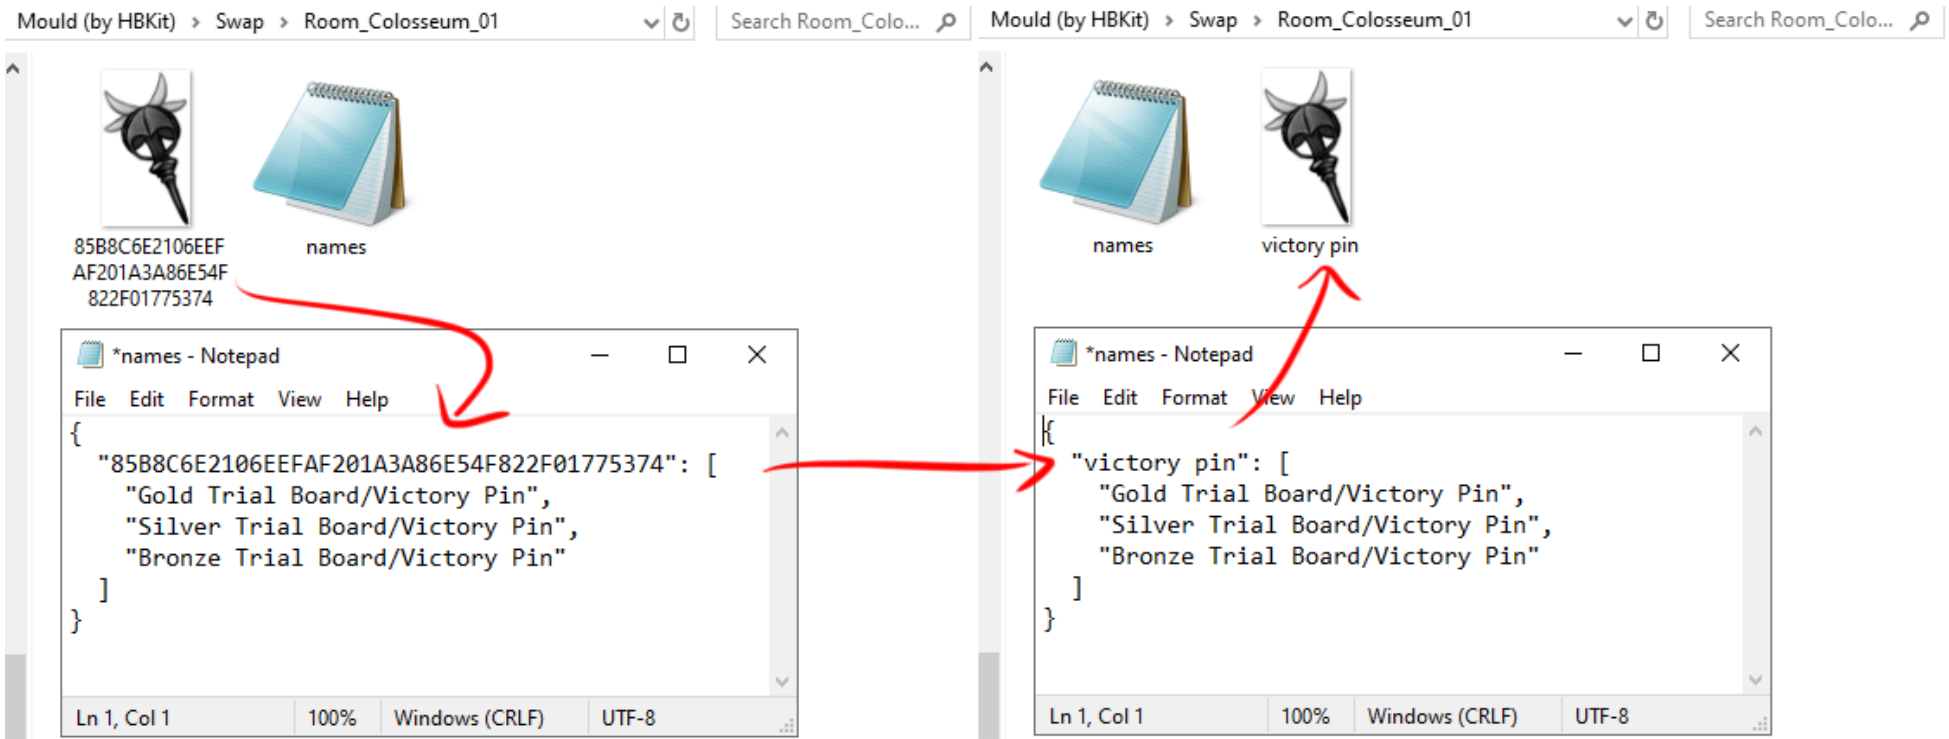 Mould (by HBKit) > Swap > Room_Colosseum_01
Search Room_Colo...
85B8C6E2106EEF
AF201A3A86E54F
822F01775374
names
*names - Notepad
File Edit Format View Help
{
"85B8C6E2106EEFAF201A3A86E54F822F01775374": [
"Gold Trial Board/Victory Pin",
"Silver Trial Board/Victory Pin",
"Bronze Trial Board/Victory Pin"
]
}
Ln 1, Col 1 100% Windows (CRLF) UTF-8
Mould (by HBKit) > Swap > Room_Colosseum_01
Search Room_Colo...
names
victory pin
*names - Notepad
File Edit Format View Help
{
"victory pin": [
"Gold Trial Board/Victory Pin",
"Silver Trial Board/Victory Pin",
"Bronze Trial Board/Victory Pin"
]
}
Ln 1, Col 1 100% Windows (CRLF) UTF-8